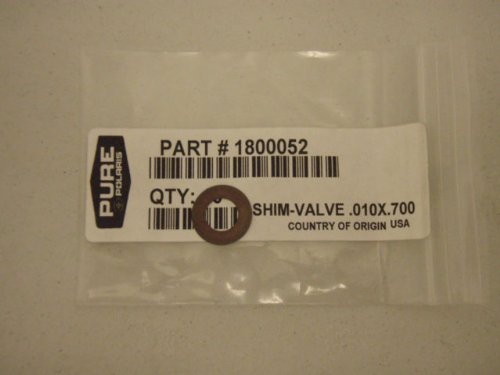 PURE
POLARIS
PART # 1800052
QTY:
SHIM-VALVE .010X.700
COUNTRY OF ORIGIN USA